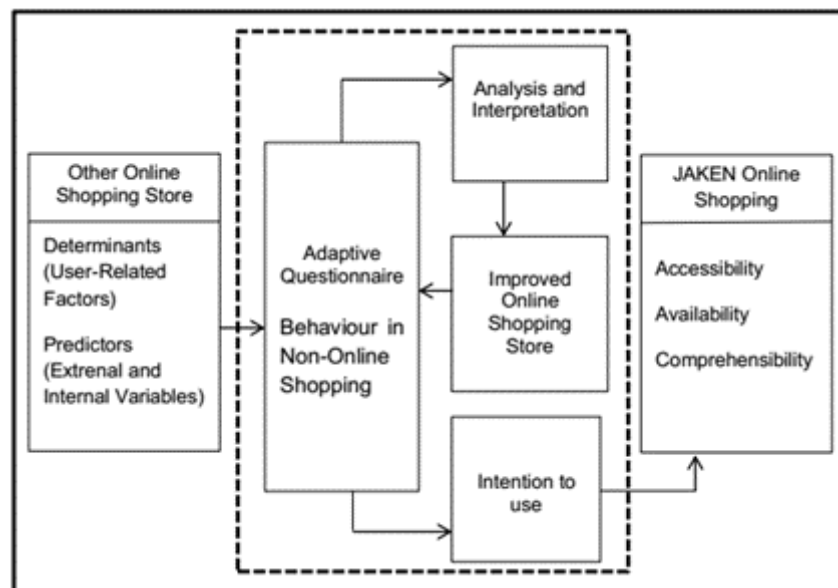 Other Online
Shopping Store
Determinants
(User-Related
Factors)
Predictors
(Extrenal and
Internal Variables)
Adaptive
Questionnaire
Behaviour in
Non-Online
Shopping
Analysis and
Interpretation
Improved
Online
Shopping
Store
Intention to
use
JAKEN Online
Shopping
Accessibility
Availability
Comprehensibility